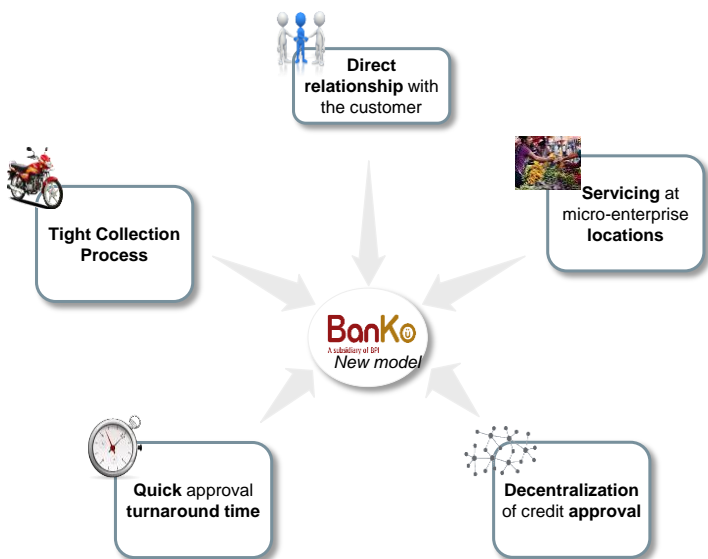 Direct
relationship with
the customer
Servicing at
micro-enterprise
locations
Tight Collection
Process
BanKo
A subsidiary of BPI
New model
Quick approval
turnaround time
Decentralization
of credit approval